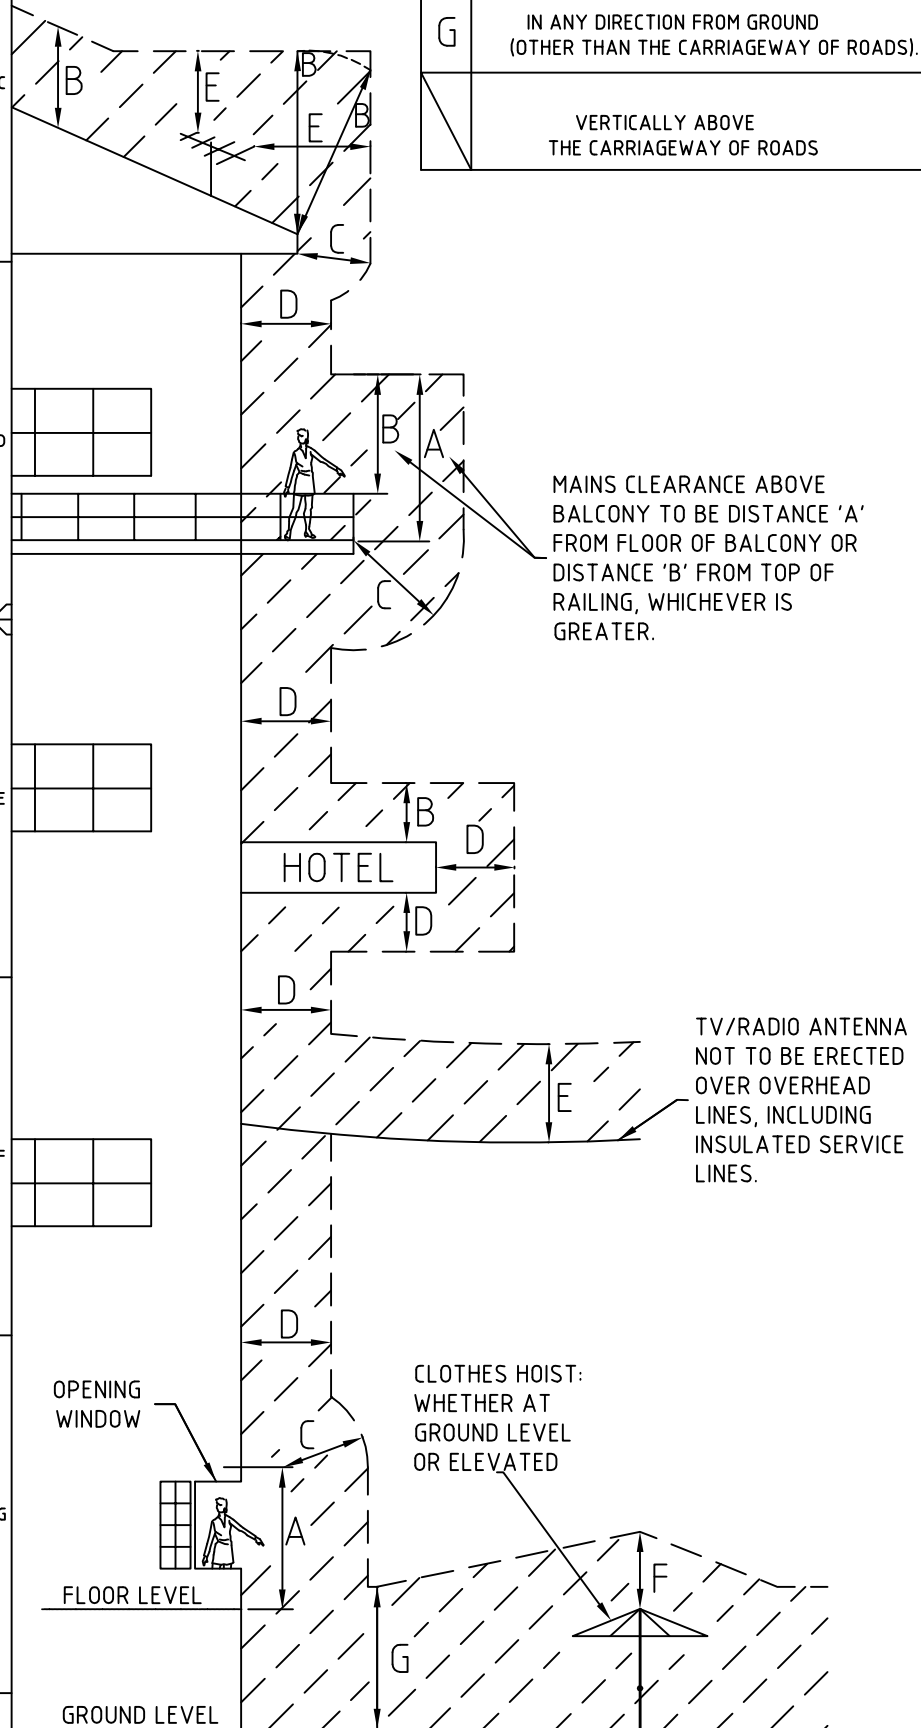 G
IN ANY DIRECTION FROM GROUND
(OTHER THAN THE CARRIAGEWAY OF ROADS).
VERTICALLY ABOVE
THE CARRIAGEWAY OF ROADS
B
E
B
B
E
C
D
B
A
MAINS CLEARANCE ABOVE
BALCONY TO BE DISTANCE 'A'
FROM FLOOR OF BALCONY OR
DISTANCE 'B' FROM TOP OF
RAILING, WHICHEVER IS
GREATER.
C
D
B
D
HOTEL
D
D
TV/RADIO ANTENNA
NOT TO BE ERECTED
OVER OVERHEAD
LINES, INCLUDING
INSULATED SERVICE
LINES.
E
D
OPENING
WINDOW
CLOTHES HOIST:
WHETHER AT
GROUND LEVEL
OR ELEVATED
C
A
F
FLOOR LEVEL
G
GROUND LEVEL